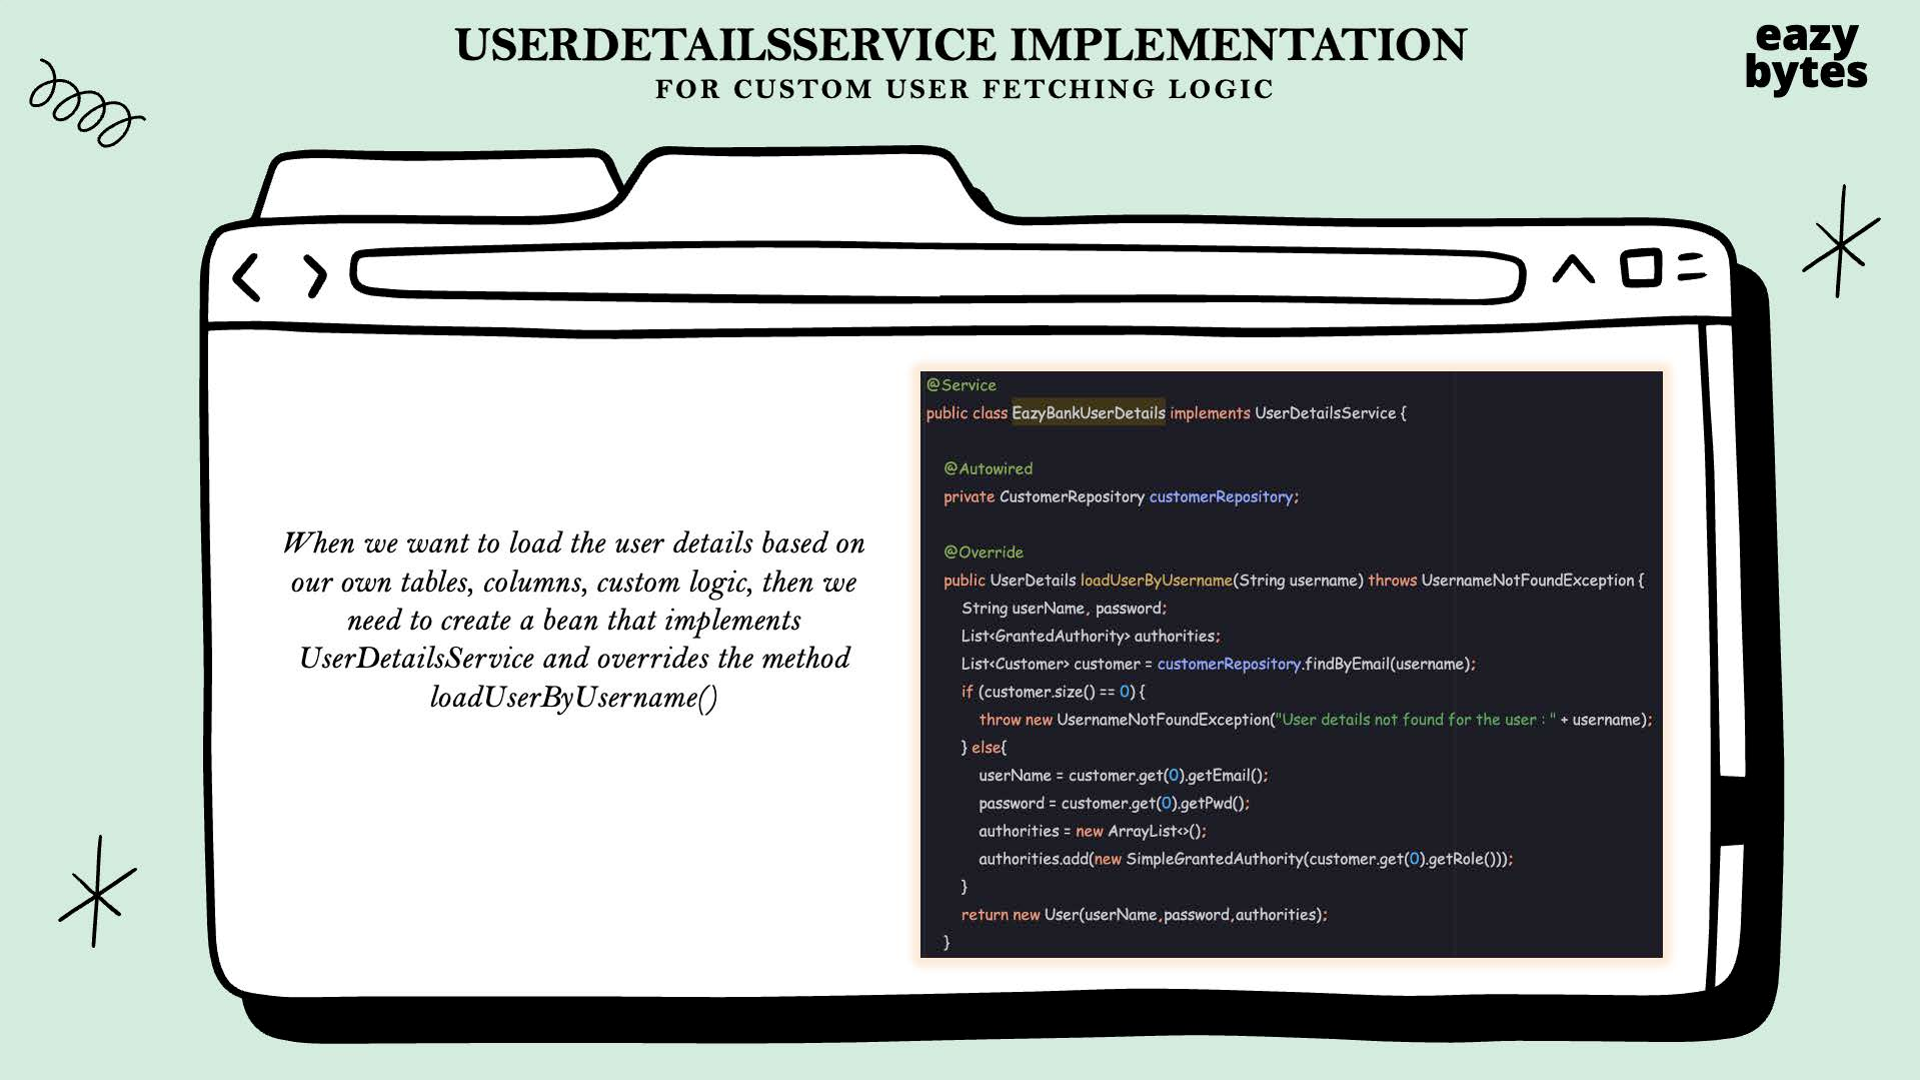 USERDETAILSSERVICE IMPLEMENTATION
FOR CUSTOM USER FETCHING LOGIC
eazy
bytes
When we want to load the user details based on
our own tables, columns, custom logic, then we
need to create a bean that implements
UserDetailsService and overrides the method
loadUserByUsername()
@Service
public class EazyBankUserDetails implements UserDetailsService {
@Autowired
private CustomerRepository customerRepository;
@Override
public UserDetails loadUserByUsername(String username) throws UsernameNotFoundException {
String userName, password;
List<GrantedAuthority> authorities;
List<Customer> customer = customerRepository.findByEmail(username);
if (customer.size() == 0) {
throw new UsernameNotFoundException("User details not found for the user : " + username);
} else{
userName = customer.get(0).getEmail();
password = customer.get(0).getPwd();
authorities = new ArrayList<>();
authorities.add(new SimpleGrantedAuthority(customer.get(0).getRole()));
}
return new User(userName,password,authorities);
}